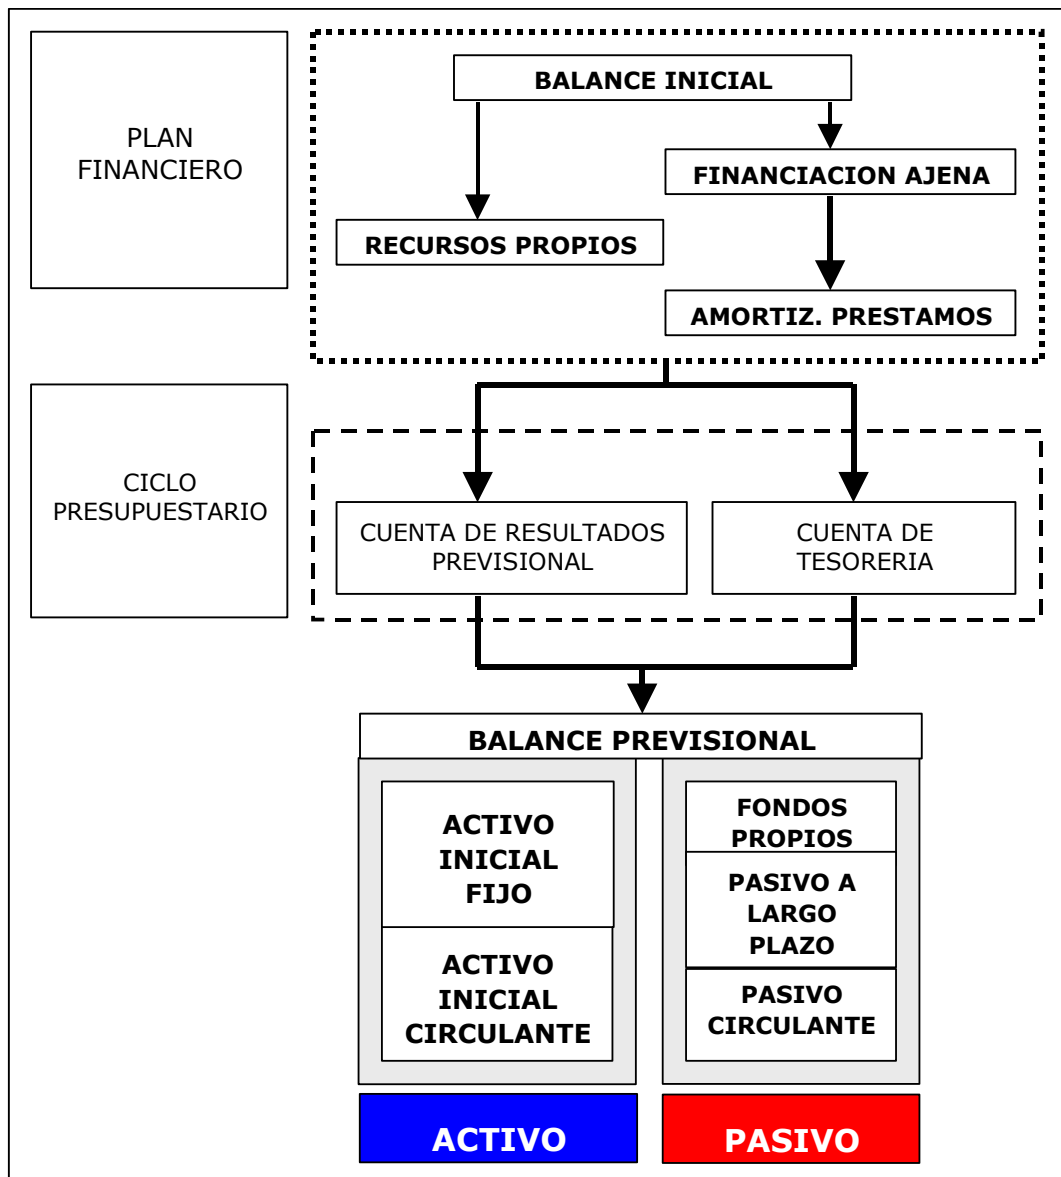 PLAN
FINANCIERO
BALANCE INICIAL
FINANCIACION AJENA
RECURSOS PROPIOS
AMORTIZ. PRESTAMOS
CICLO
PRESUPUESTARIO
CUENTA DE RESULTADOS
PREVISIONAL
CUENTA DE
TESORERIA
BALANCE PREVISIONAL
ACTIVO
INICIAL
FIJO
ACTIVO
INICIAL
CIRCULANTE
FONDOS
PROPIOS
PASIVO A
LARGO
PLAZO
PASIVO
CIRCULANTE
ACTIVO
PASIVO